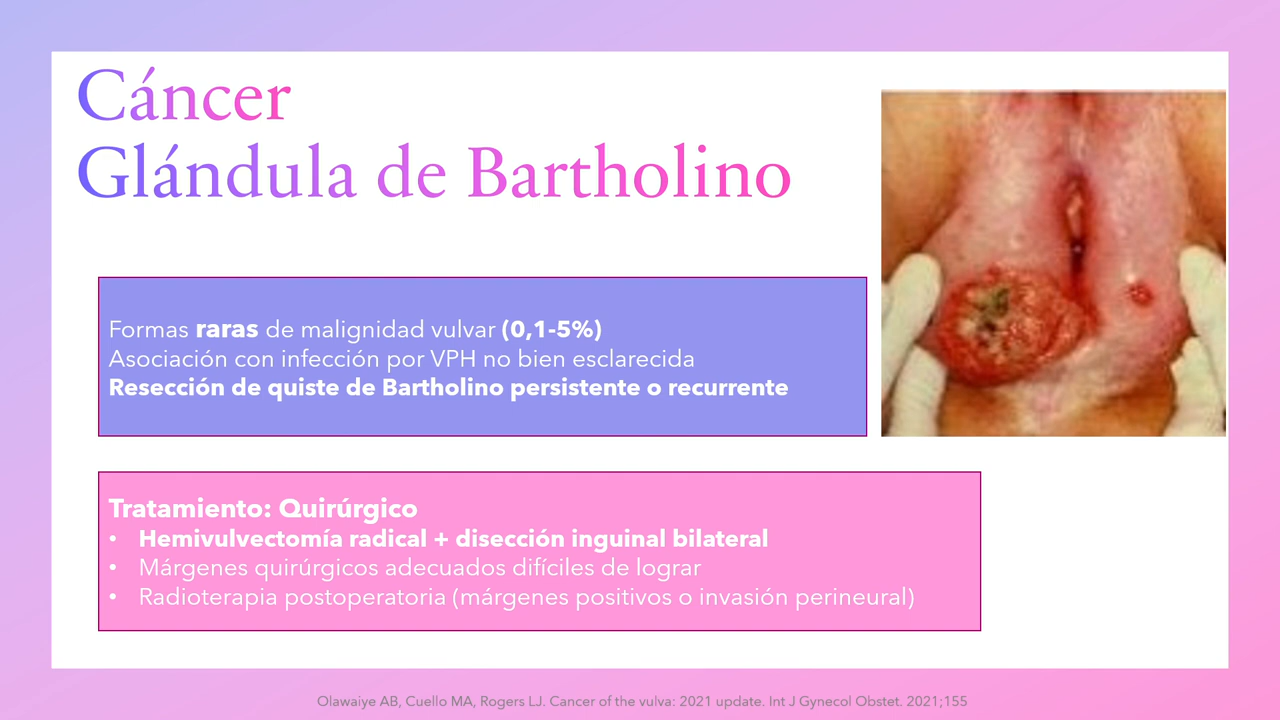 Cáncer
Glándula de Bartholino
Formas raras de malignidad vulvar (0,1-5%)
Asociación con infección por VPH no bien esclarecida
Resección de quiste de Bartholino persistente o recurrente
Tratamiento: Quirúrgico
• Hemivulvectomía radical + disección inguinal bilateral
• Márgenes quirúrgicos adecuados difíciles de lograr
• Radioterapia postoperatoria (márgenes positivos o invasión perineural)
Olawaiye AB, Cuello MA, Rogers LJ. Cancer of the vulva: 2021 update. Int J Gynecol Obstet. 2021;155